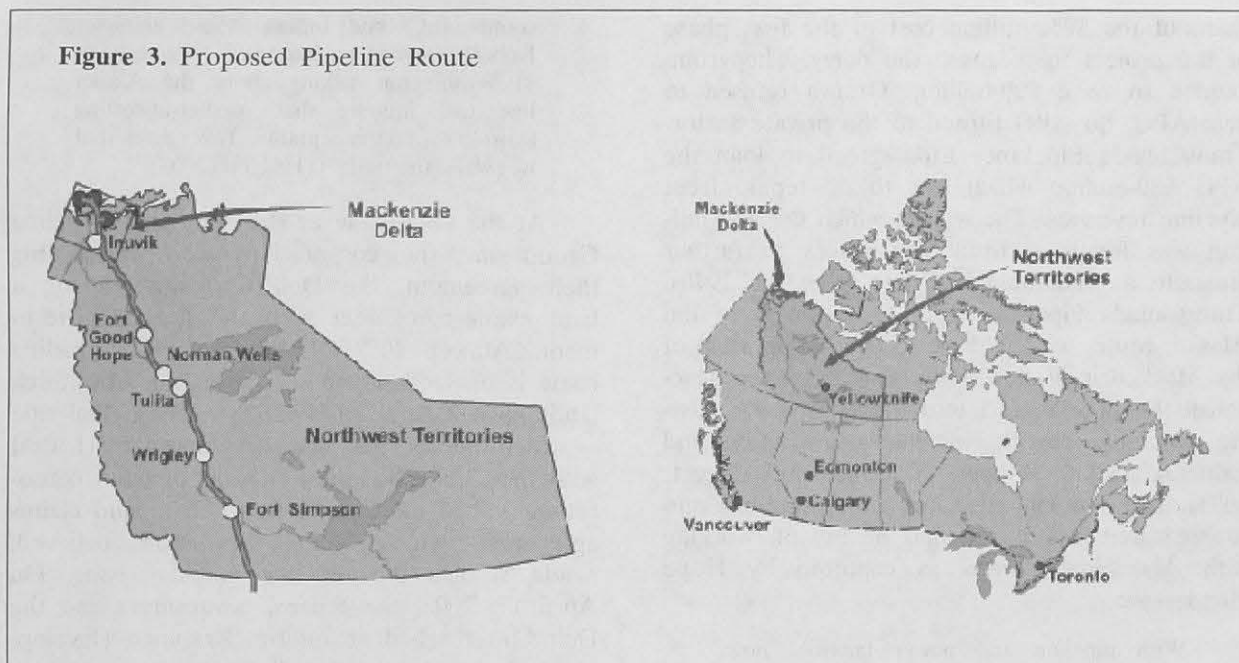 Figure 3. Proposed Pipeline Route
Mackenzie
Delta
Inuvik
Fort
Good
Hope
Norman Wells
Tulita
Wrigley
Northwest Territories
Fort Simpson
Mackenzie
Delta
Northwest
Territories
Yellowknife
Edmonton
Calgary
Vancouver
Toronto